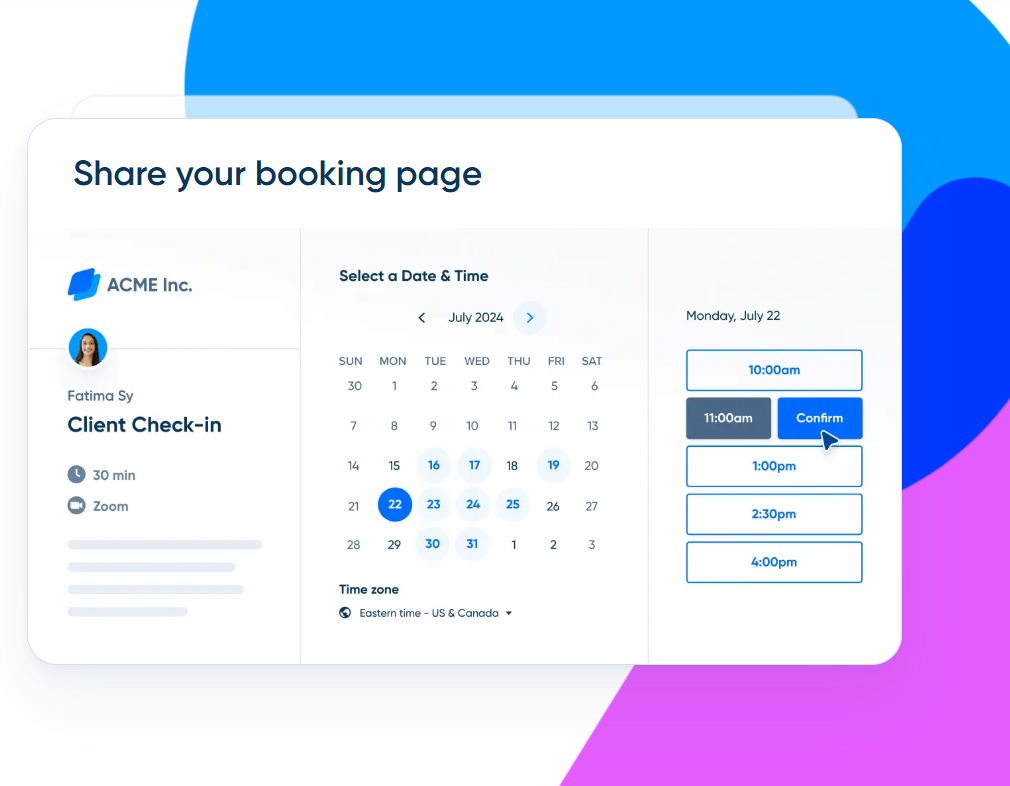 Share your booking page
ACME Inc.
Fatima Sy
Client Check-in
30 min
Zoom
Select a Date & Time
July 2024
SUN MON TUE WED THU FRI SAT
30 1 2 3 4 5 6
7 8 9 10 11 12 13
14 15 16 17 18 19 20
21 22 23 24 25 26 27
28 29 30 31 1 2 3
Time zone
Eastern time - US & Canada
Monday, July 22
10:00am
11:00am Confirm
1:00pm
2:30pm
4:00pm